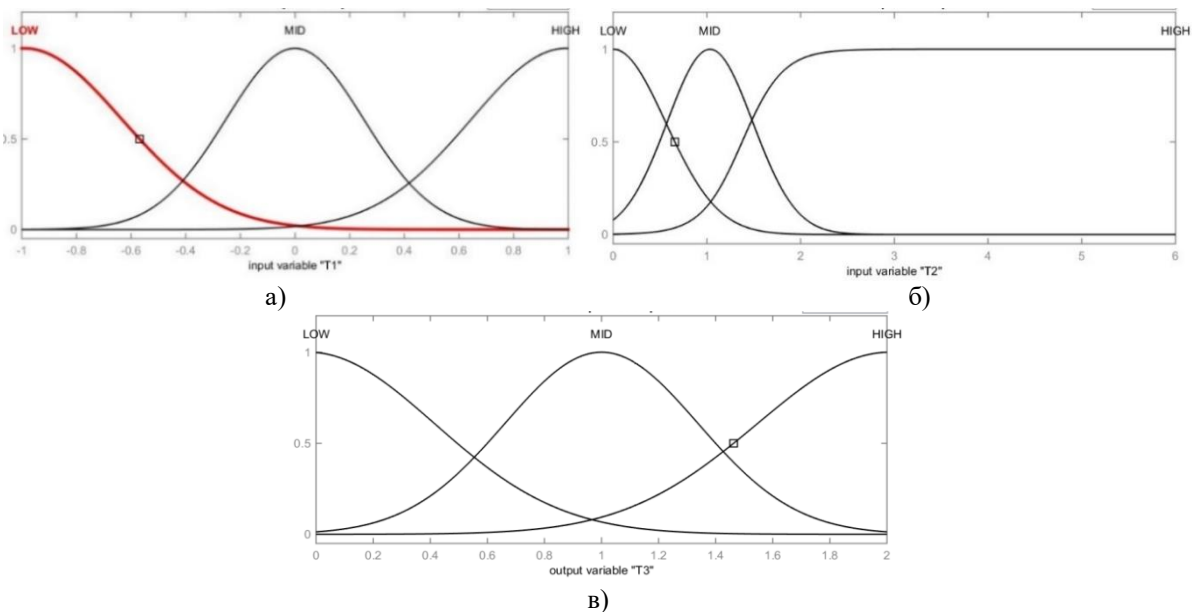 LOW MID HIGH
1
0.5
0
-1 -0.8 -0.6 -0.4 -0.2 0 0.2 0.4 0.6 0.8 1
input variable "T1"
а)
LOW MID HIGH
1
0.5
0
0 1 2 3 4 5 6
input variable "T2"
б)
LOW MID HIGH
1
0.5
0
0 0.2 0.4 0.6 0.8 1 1.2 1.4 1.6 1.8 2
output variable "T3"
в)